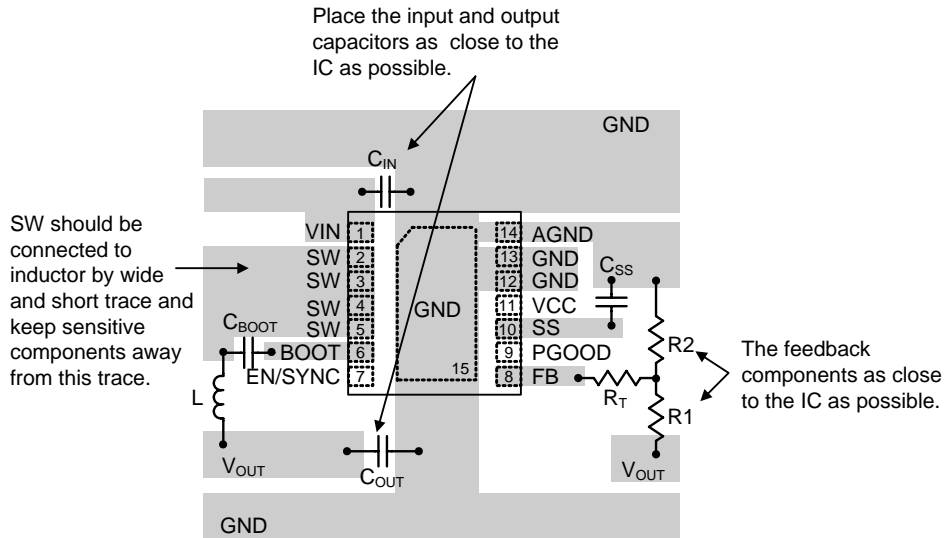 Place the input and output
capacitors as close to the
IC as possible.
GND
CIN
SW should be
connected to
inductor by wide
and short trace and
keep sensitive
components away
from this trace.
VIN 1
SW 2
SW 3
SW 4
SW 5
BOOT 6
EN/SYNC 7
GND
15
14 AGND
13 GND
12 GND
11 VCC
10 SS
9 PGOOD
8 FB
CSS
CBOOT
L
R2
RT
R1
The feedback
components as close
to the IC as possible.
VOUT
COUT
VOUT
GND